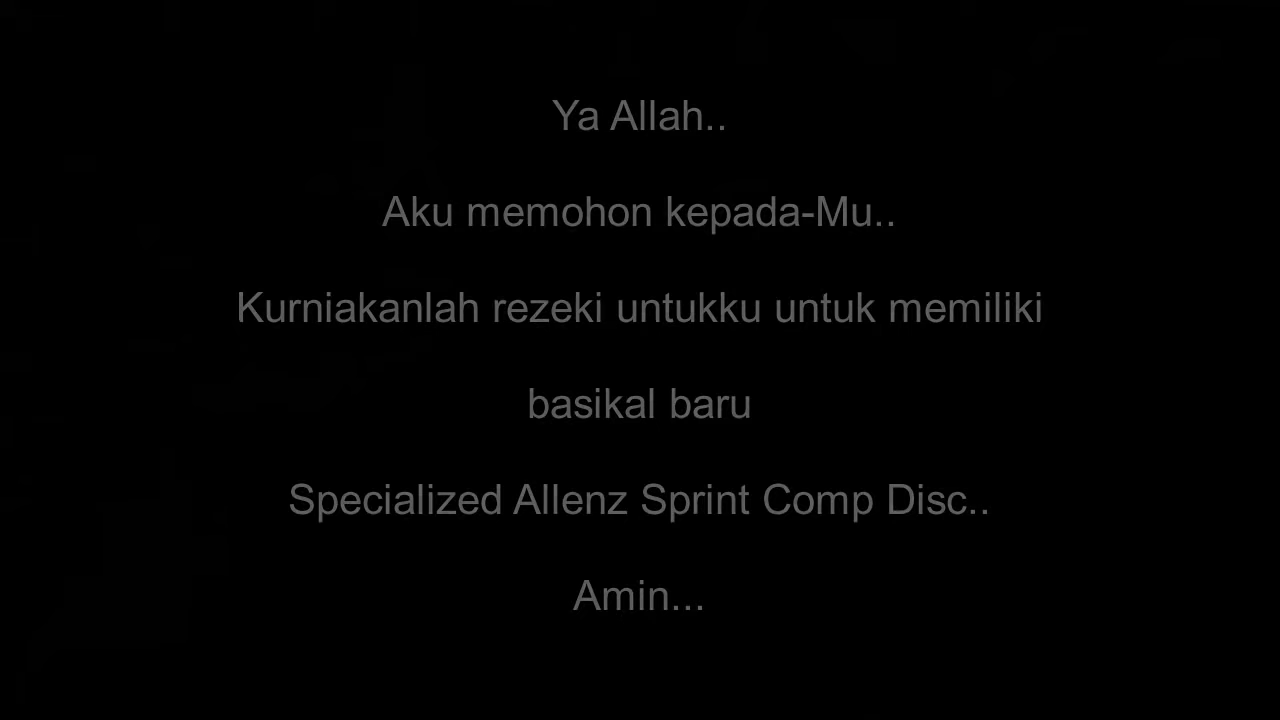 Ya Allah..
Aku memohon kepada-Mu..
Kurniakanlah rezeki untukku untuk memiliki
basikal baru
Specialized Allenz Sprint Comp Disc..
Amin...